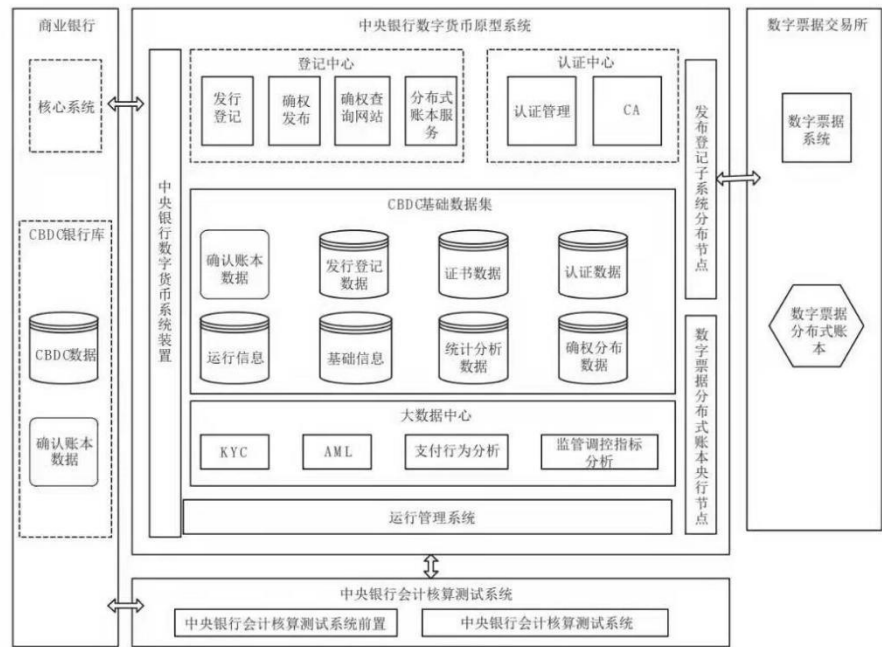 商业银行
核心系统
CBDC银行库
CBDC数据
确认账本
数据
中央银行数字货币原型系统
中央银行数字货币系统装置
登记中心
发行
登记
确权
发布
确权查
询网站
分布式
账本服
务
认证中心
认证管理
CA
CBDC基础数据集
确认账本
数据
发行登记
数据
证书数据
认证数据
运行信息
基础信息
统计分析
数据
确权分布
数据
大数据中心
KYC
AML
支付行为分析
监管调控指标
分析
运行管理系统
发布登记子系统分布节点
数字票据分布式账本央行节点
数字票据交易所
数字票据
系统
数字票据
分布式账
本
中央银行会计核算测试系统
中央银行会计核算测试系统前置
中央银行会计核算测试系统